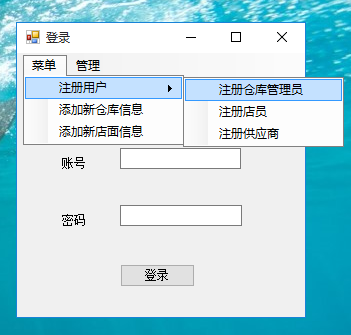 登录
菜单 管理
注册用户
添加新仓库信息
添加新店面信息
注册仓库管理员
注册店员
注册供应商
账号
密码
登录